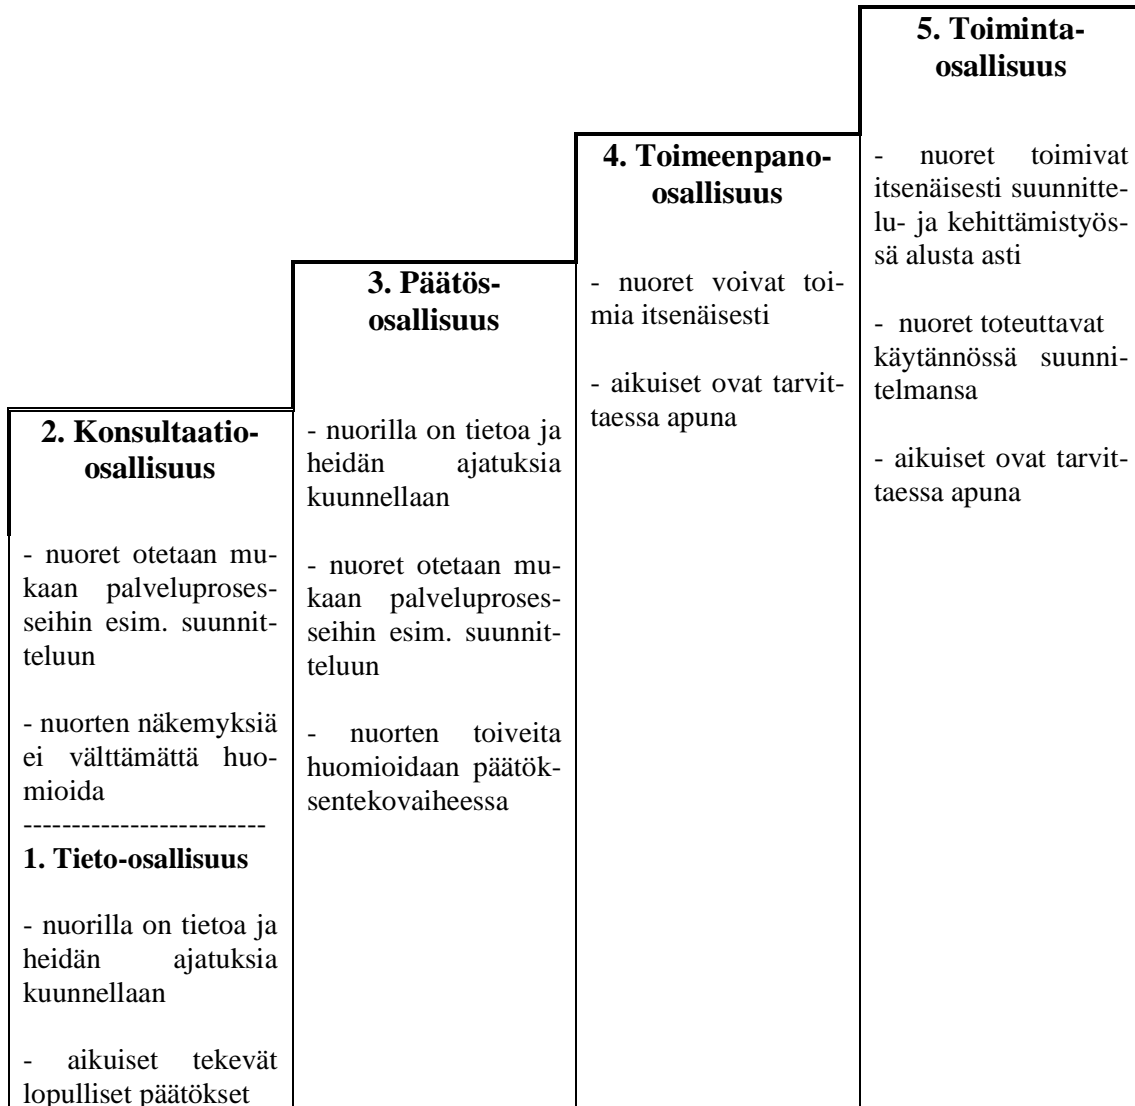 5. Toiminta-
osallisuus
- nuoret toimivat
itsenäisesti suunnitte-
lu- ja kehittämistyös-
sä alusta asti
- nuoret toteuttavat
käytännössä suunni-
telmansa
- aikuiset ovat tarvit-
taessa apuna
4. Toimeenpano-
osallisuus
- nuoret voivat toi-
mia itsenäisesti
- aikuiset ovat tarvit-
taessa apuna
3. Päätös-
osallisuus
- nuorilla on tietoa ja
heidän ajatuksia
kuunnellaan
- nuoret otetaan mu-
kaan palveluproses-
seihin esim. suunnit-
teluun
- nuorten toiveita
huomioidaan päätök-
sentekovaiheessa
2. Konsultaatio-
osallisuus
- nuoret otetaan mu-
kaan palveluproses-
seihin esim. suunnit-
teluun
- nuorten näkemyksiä
ei välttämättä huo-
mioida
-------------------------
1. Tieto-osallisuus
- nuorilla on tietoa ja
heidän ajatuksia
kuunnellaan
- aikuiset tekevät
lopulliset päätökset